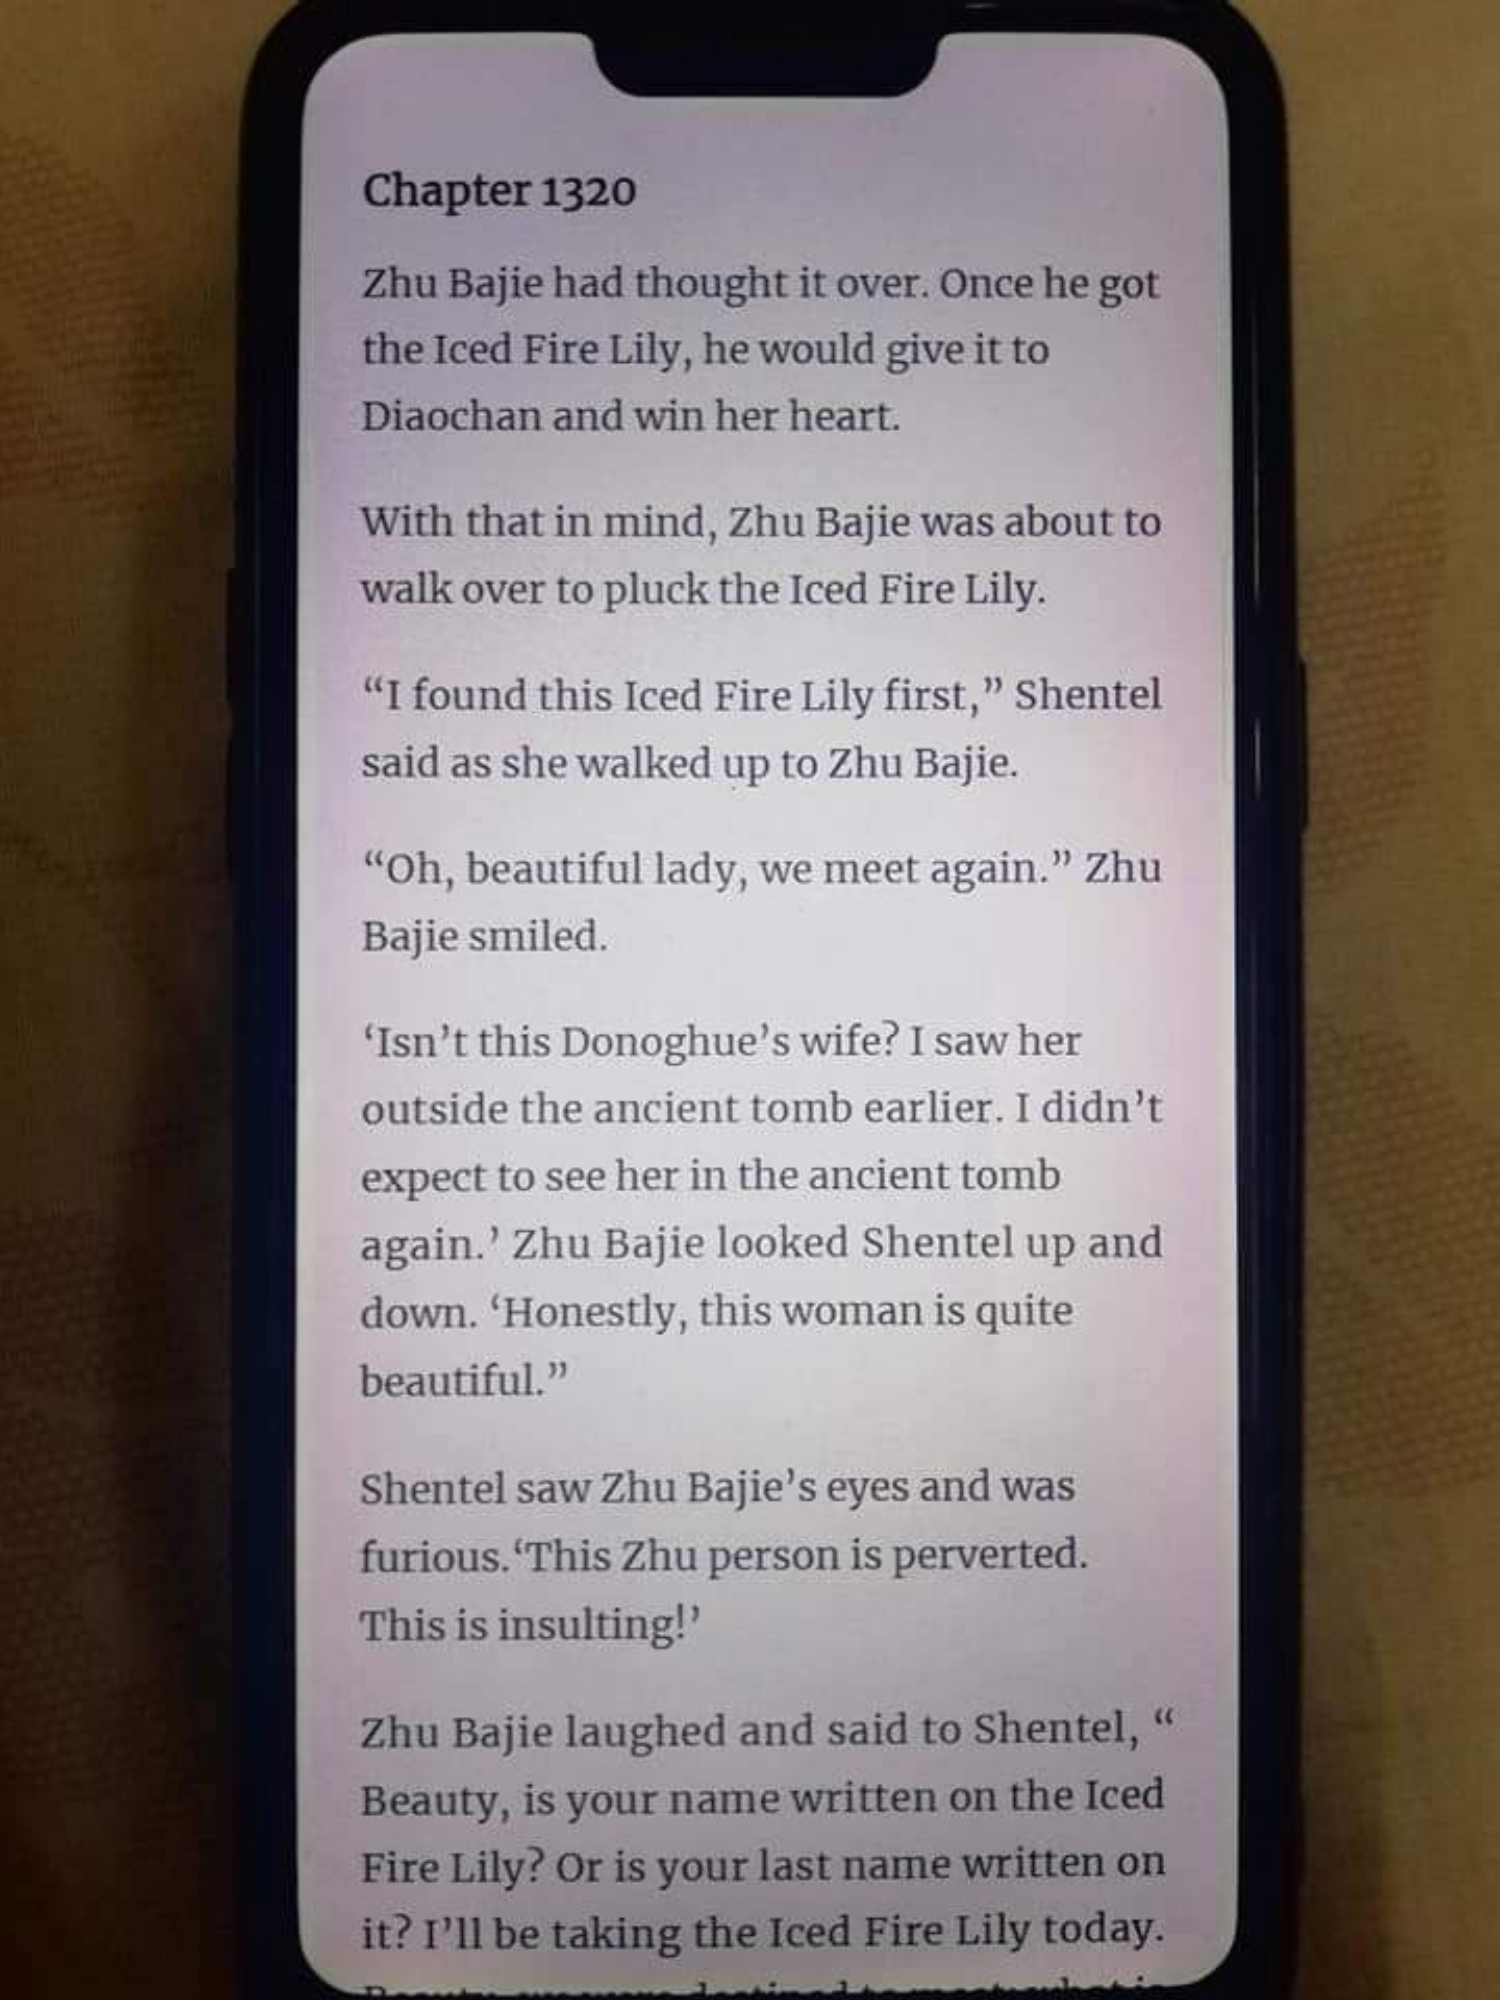 Chapter 1320
Zhu Bajie had thought it over. Once he got
the Iced Fire Lily, he would give it to
Diaochan and win her heart.
With that in mind, Zhu Bajie was about to
walk over to pluck the Iced Fire Lily.
“I found this Iced Fire Lily first,” Shentel
said as she walked up to Zhu Bajie.
“Oh, beautiful lady, we meet again.” Zhu
Bajie smiled.
‘Isn’t this Donoghue’s wife? I saw her
outside the ancient tomb earlier. I didn’t
expect to see her in the ancient tomb
again.’ Zhu Bajie looked Shentel up and
down. ‘Honestly, this woman is quite
beautiful.”
Shentel saw Zhu Bajie’s eyes and was
furious.‘This Zhu person is perverted.
This is insulting!’
Zhu Bajie laughed and said to Shentel, “
Beauty, is your name written on the Iced
Fire Lily? Or is your last name written on
it? I’ll be taking the Iced Fire Lily today.